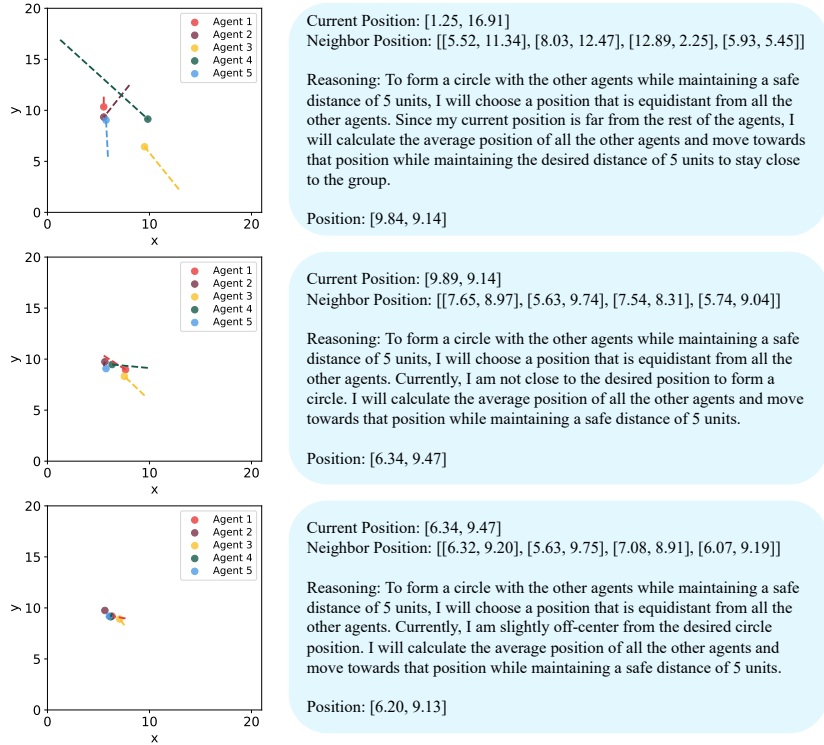 20
15
10
5
0
y
0
10
20
x
Agent 1
Agent 2
Agent 3
Agent 4
Agent 5
Current Position: [1.25, 16.91]
Neighbor Position: [[5.52, 11.34], [8.03, 12.47], [12.89, 2.25], [5.93, 5.45]]
Reasoning: To form a circle with the other agents while maintaining a safe
distance of 5 units, I will choose a position that is equidistant from all the
other agents. Since my current position is far from the rest of the agents, I
will calculate the average position of all the other agents and move towards
that position while maintaining the desired distance of 5 units to stay close
to the group.
Position: [9.84, 9.14]
20
15
10
5
0
y
0
10
20
x
Agent 1
Agent 2
Agent 3
Agent 4
Agent 5
Current Position: [9.89, 9.14]
Neighbor Position: [[7.65, 8.97], [5.63, 9.74], [7.54, 8.31], [5.74, 9.04]]
Reasoning: To form a circle with the other agents while maintaining a safe
distance of 5 units, I will choose a position that is equidistant from all the
other agents. Currently, I am not close to the desired position to form a
circle. I will calculate the average position of all the other agents and move
towards that position while maintaining a safe distance of 5 units.
Position: [6.34, 9.47]
20
15
10
5
0
y
0
10
20
x
Agent 1
Agent 2
Agent 3
Agent 4
Agent 5
Current Position: [6.34, 9.47]
Neighbor Position: [[6.32, 9.20], [5.63, 9.75], [7.08, 8.91], [6.07, 9.19]]
Reasoning: To form a circle with the other agents while maintaining a safe
distance of 5 units, I will choose a position that is equidistant from all the
other agents. Currently, I am slightly off-center from the desired circle
position. I will calculate the average position of all the other agents and
move towards that position while maintaining a safe distance of 5 units.
Position: [6.20, 9.13]